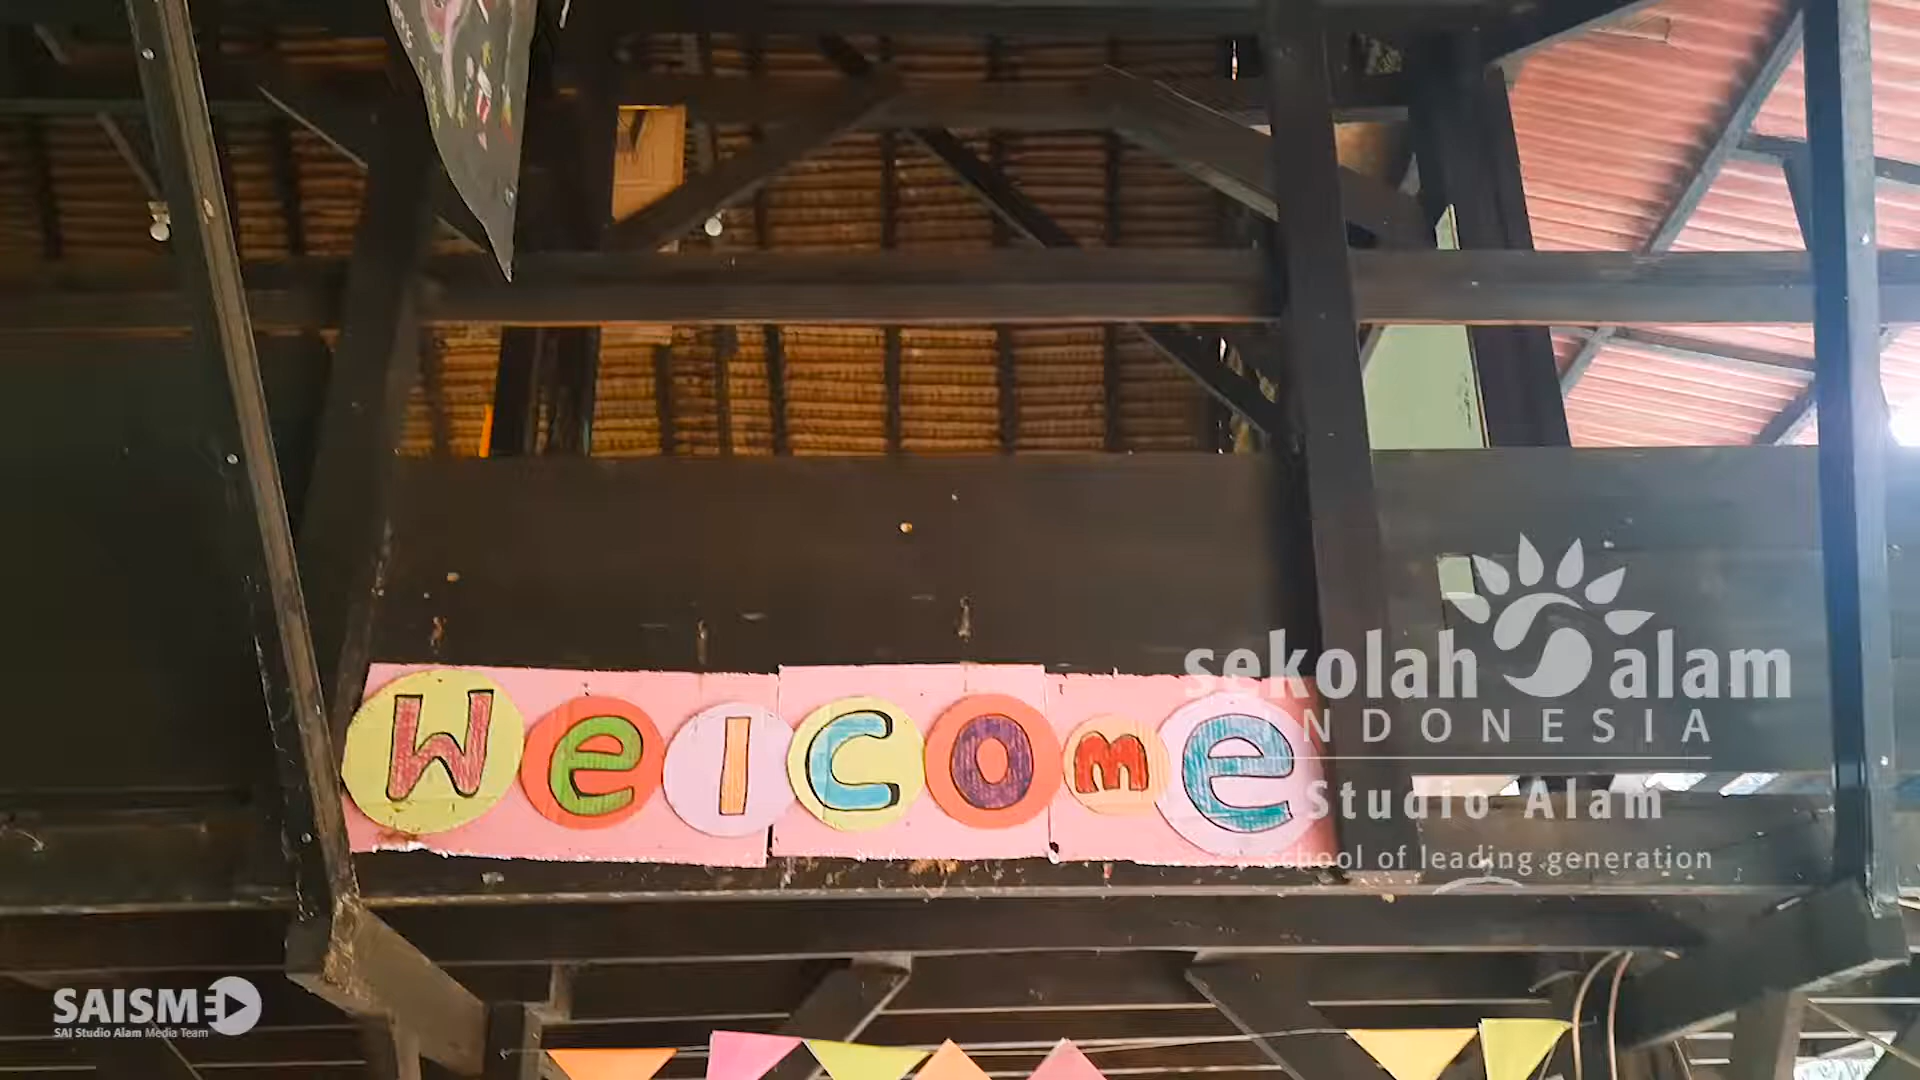 Welcome
sekolah alam
INDONESIA
Studio Alam
school of leading generation
SAISME
SAI Studio Alam Media Team